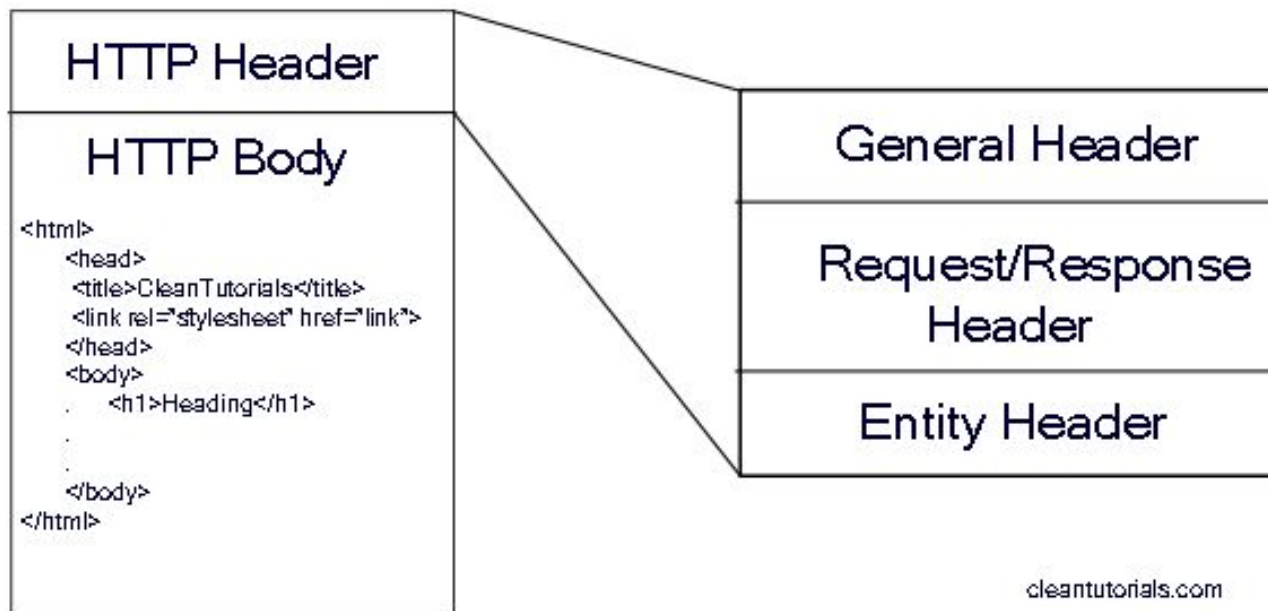 HTTP Header
HTTP Body
<html>
<head>
<title>CleanTutorials</title>
<link rel="stylesheet" href="link">
</head>
<body>
. <h1>Heading</h1>
.
.
</body>
</html>
General Header
Request/Response
Header
Entity Header
cleantutorials.com